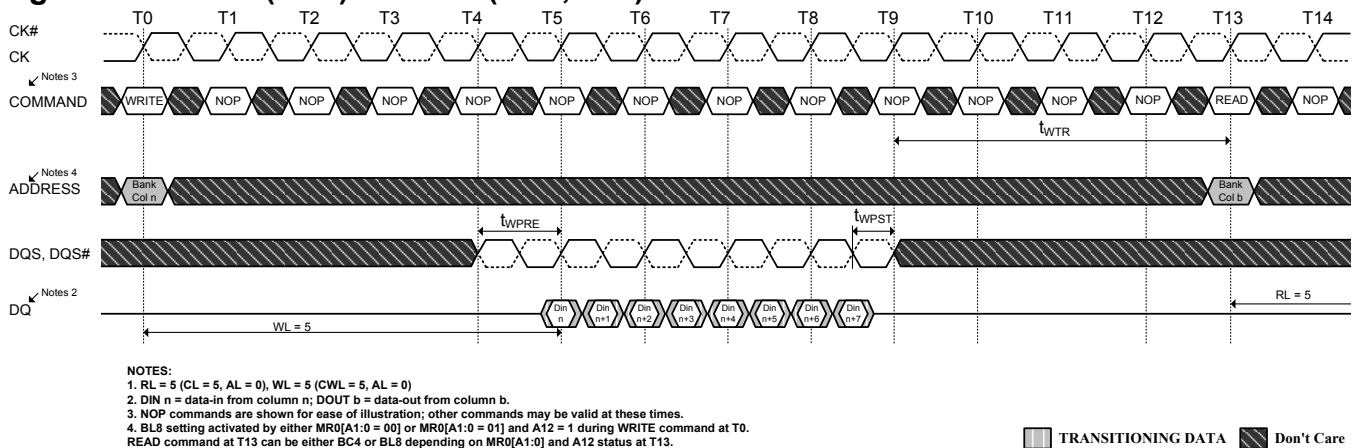 T0 T1 T2 T3 T4 T5 T6 T7 T8 T9 T10 T11 T12 T13 T14
CK#
CK
Notes 3
COMMAND WRITE NOP NOP NOP NOP NOP NOP NOP NOP NOP NOP NOP NOP READ NOP
tWTR
Notes 4
ADDRESS Bank Col n Bank Col b
tWPRE tWPST
DQS, DQS#
Notes 2
DQ Din n Din n+1 Din n+2 Din n+3 Din n+4 Din n+5 Din n+6 Din n+7
RL = 5
WL = 5
NOTES:
1. RL = 5 (CL = 5, AL = 0), WL = 5 (CWL = 5, AL = 0)
2. DIN n = data-in from column n; DOUT b = data-out from column b.
3. NOP commands are shown for ease of illustration; other commands may be valid at these times.
4. BL8 setting activated by either MR0[A1:0 = 00] or MR0[A1:0 = 01] and A12 = 1 during WRITE command at T0.
READ command at T13 can be either BC4 or BL8 depending on MR0[A1:0] and A12 status at T13.
TRANSITIONING DATA Don't Care